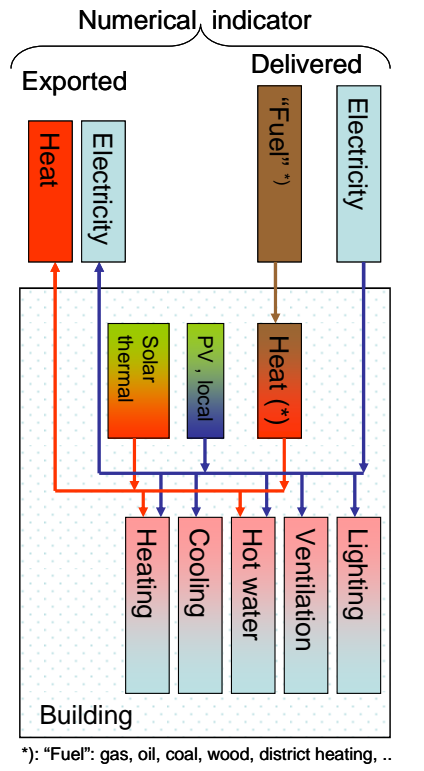 Numerical indicator
Exported
Delivered
Heat
Electricity
"Fuel" *)
Electricity
Solar
thermal
PV , local
Heat (*)
Heating
Cooling
Hot water
Ventilation
Lighting
Building
*): "Fuel": gas, oil, coal, wood, district heating, ..